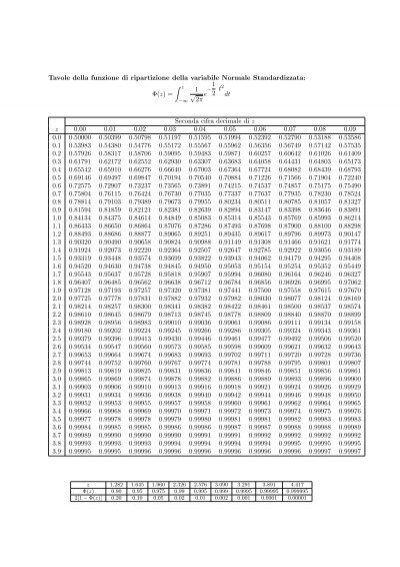 Tavole della funzione di ripartizione della variabile Normale Standardizzata:
Φ(z) = ∫_{−∞}^{z} 1/√2π e^{−1/2 t²} dt
Seconda cifra decimale di z
z 0.00 0.01 0.02 0.03 0.04 0.05 0.06 0.07 0.08 0.09
0.0 0.50000 0.50399 0.50798 0.51197 0.51595 0.51994 0.52392 0.52790 0.53188 0.53586
0.1 0.53983 0.54380 0.54776 0.55172 0.55567 0.55962 0.56356 0.56749 0.57142 0.57535
0.2 0.57926 0.58317 0.58706 0.59095 0.59483 0.59871 0.60257 0.60642 0.61026 0.61409
0.3 0.61791 0.62172 0.62552 0.62930 0.63307 0.63683 0.64058 0.64431 0.64803 0.65173
0.4 0.65542 0.65910 0.66276 0.66640 0.67003 0.67364 0.67724 0.68082 0.68439 0.68793
0.5 0.69146 0.69497 0.69847 0.70194 0.70540 0.70884 0.71226 0.71566 0.71904 0.72240
0.6 0.72575 0.72907 0.73237 0.73565 0.73891 0.74215 0.74537 0.74857 0.75175 0.75490
0.7 0.75804 0.76115 0.76424 0.76730 0.77035 0.77337 0.77637 0.77935 0.78230 0.78524
0.8 0.78814 0.79103 0.79389 0.79673 0.79955 0.80234 0.80511 0.80785 0.81057 0.81327
0.9 0.81594 0.81859 0.82121 0.82381 0.82639 0.82894 0.83147 0.83398 0.83646 0.83891
1.0 0.84134 0.84375 0.84614 0.84849 0.85083 0.85314 0.85543 0.85769 0.85993 0.86214
1.1 0.86433 0.86650 0.86864 0.87076 0.87286 0.87493 0.87698 0.87900 0.88100 0.88298
1.2 0.88493 0.88686 0.88877 0.89065 0.89251 0.89435 0.89617 0.89796 0.89973 0.90147
1.3 0.90320 0.90490 0.90658 0.90824 0.90988 0.91149 0.91308 0.91466 0.91621 0.91774
1.4 0.91924 0.92073 0.92220 0.92364 0.92507 0.92647 0.92785 0.92922 0.93056 0.93189
1.5 0.93319 0.93448 0.93574 0.93699 0.93822 0.93943 0.94062 0.94179 0.94295 0.94408
1.6 0.94520 0.94630 0.94738 0.94845 0.94950 0.95053 0.95154 0.95254 0.95352 0.95449
1.7 0.95543 0.95637 0.95728 0.95818 0.95907 0.95994 0.96080 0.96164 0.96246 0.96327
1.8 0.96407 0.96485 0.96562 0.96638 0.96712 0.96784 0.96856 0.96926 0.96995 0.97062
1.9 0.97128 0.97193 0.97257 0.97320 0.97381 0.97441 0.97500 0.97558 0.97615 0.97670
2.0 0.97725 0.97778 0.97831 0.97882 0.97932 0.97982 0.98030 0.98077 0.98124 0.98169
2.1 0.98214 0.98257 0.98300 0.98341 0.98382 0.98422 0.98461 0.98500 0.98537 0.98574
2.2 0.98610 0.98645 0.98679 0.98713 0.98745 0.98778 0.98809 0.98840 0.98870 0.98899
2.3 0.98928 0.98956 0.98983 0.99010 0.99036 0.99061 0.99086 0.99111 0.99134 0.99158
2.4 0.99180 0.99202 0.99224 0.99245 0.99266 0.99286 0.99305 0.99324 0.99343 0.99361
2.5 0.99379 0.99396 0.99413 0.99430 0.99446 0.99461 0.99477 0.99492 0.99506 0.99520
2.6 0.99534 0.99547 0.99560 0.99573 0.99585 0.99598 0.99609 0.99621 0.99632 0.99643
2.7 0.99653 0.99664 0.99674 0.99683 0.99693 0.99702 0.99711 0.99720 0.99728 0.99736
2.8 0.99744 0.99752 0.99760 0.99767 0.99774 0.99781 0.99788 0.99795 0.99801 0.99807
2.9 0.99813 0.99819 0.99825 0.99831 0.99836 0.99841 0.99846 0.99851 0.99856 0.99861
3.0 0.99865 0.99869 0.99874 0.99878 0.99882 0.99886 0.99889 0.99893 0.99896 0.99900
3.1 0.99903 0.99906 0.99910 0.99913 0.99916 0.99918 0.99921 0.99924 0.99926 0.99929
3.2 0.99931 0.99934 0.99936 0.99938 0.99940 0.99942 0.99944 0.99946 0.99948 0.99950
3.3 0.99952 0.99953 0.99955 0.99957 0.99958 0.99960 0.99961 0.99962 0.99964 0.99965
3.4 0.99966 0.99968 0.99969 0.99970 0.99971 0.99972 0.99973 0.99974 0.99975 0.99976
3.5 0.99977 0.99978 0.99978 0.99979 0.99980 0.99981 0.99981 0.99982 0.99983 0.99983
3.6 0.99984 0.99985 0.99985 0.99986 0.99986 0.99987 0.99987 0.99988 0.99988 0.99989
3.7 0.99989 0.99990 0.99990 0.99990 0.99991 0.99991 0.99992 0.99992 0.99992 0.99992
3.8 0.99993 0.99993 0.99993 0.99994 0.99994 0.99994 0.99994 0.99995 0.99995 0.99995
3.9 0.99995 0.99995 0.99996 0.99996 0.99996 0.99996 0.99996 0.99996 0.99997 0.99997
z 1.282 1.645 1.960 2.326 2.576 3.090 3.291 3.891 4.417
Φ(z) 0.90 0.95 0.975 0.99 0.995 0.999 0.9995 0.99995 0.999995
2[1 − Φ(z)] 0.20 0.10 0.05 0.02 0.01 0.002 0.001 0.0001 0.00001